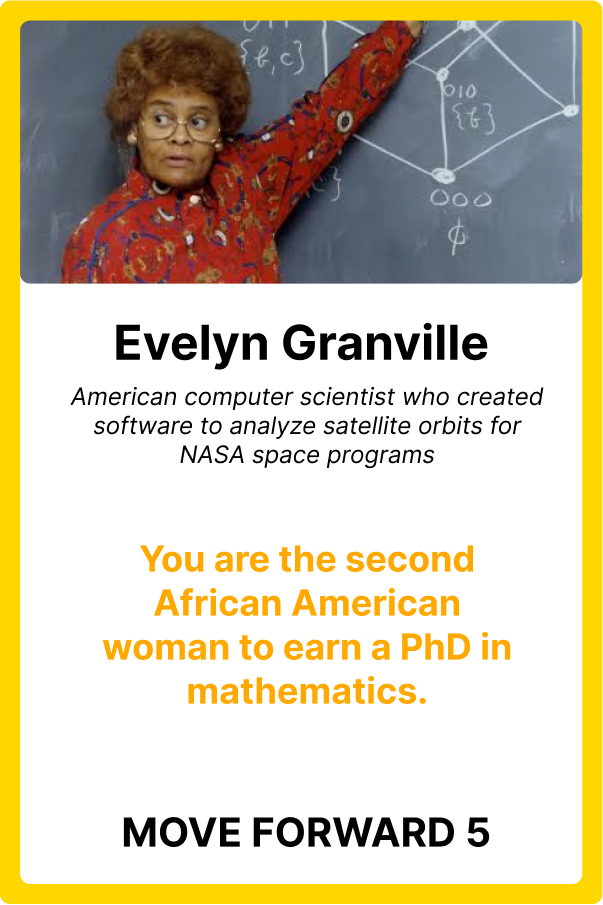 011
{b,c}
010
{b}
000
ϕ
Evelyn Granville
American computer scientist who created
software to analyze satellite orbits for
NASA space programs
You are the second
African American
woman to earn a PhD in
mathematics.
MOVE FORWARD 5